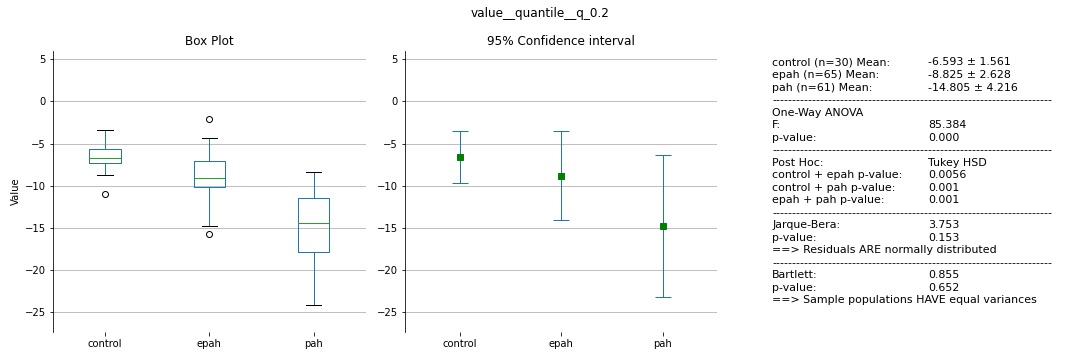 value__quantile__q_0.2
Box Plot
5
0
−5
−10
−15
−20
−25
Value
control epah pah
95% Confidence interval
5
0
−5
−10
−15
−20
−25
control epah pah
control (n=30) Mean: -6.593 ± 1.561
epah (n=65) Mean: -8.825 ± 2.628
pah (n=61) Mean: -14.805 ± 4.216
One-Way ANOVA
F: 85.384
p-value: 0.000
Post Hoc: Tukey HSD
control + epah p-value: 0.0056
control + pah p-value: 0.001
epah + pah p-value: 0.001
Jarque-Bera: 3.753
p-value: 0.153
==> Residuals ARE normally distributed
Bartlett: 0.855
p-value: 0.652
==> Sample populations HAVE equal variances